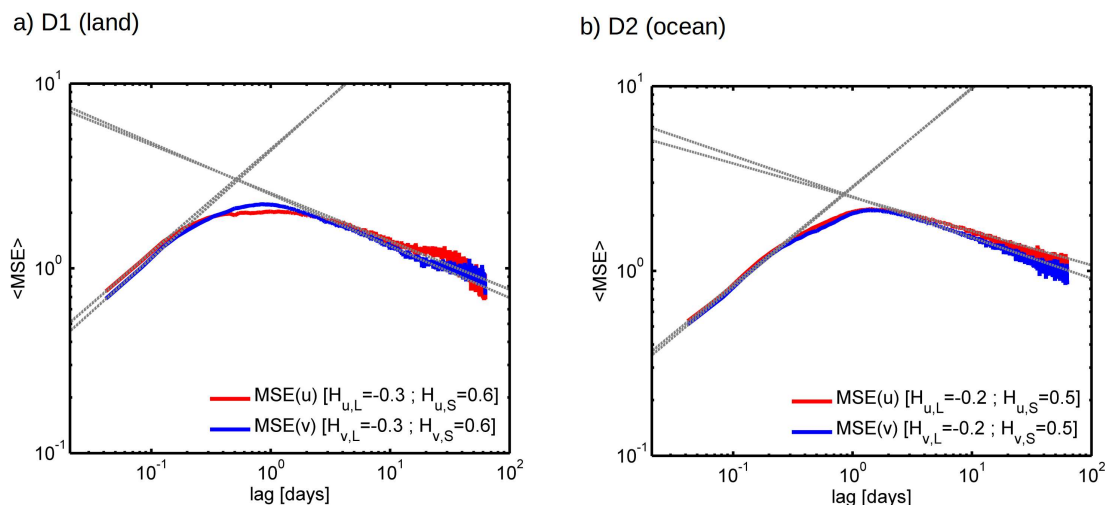 a) D1 (land)
10^1
10^0
10^-1
<MSE>
MSE(u) [H_u,L=-0.3 ; H_u,S=0.6]
MSE(v) [H_v,L=-0.3 ; H_v,S=0.6]
10^-1 10^0 10^1 10^2
lag [days]
b) D2 (ocean)
10^1
10^0
10^-1
<MSE>
MSE(u) [H_u,L=-0.2 ; H_u,S=0.5]
MSE(v) [H_v,L=-0.2 ; H_v,S=0.5]
10^-1 10^0 10^1 10^2
lag [days]